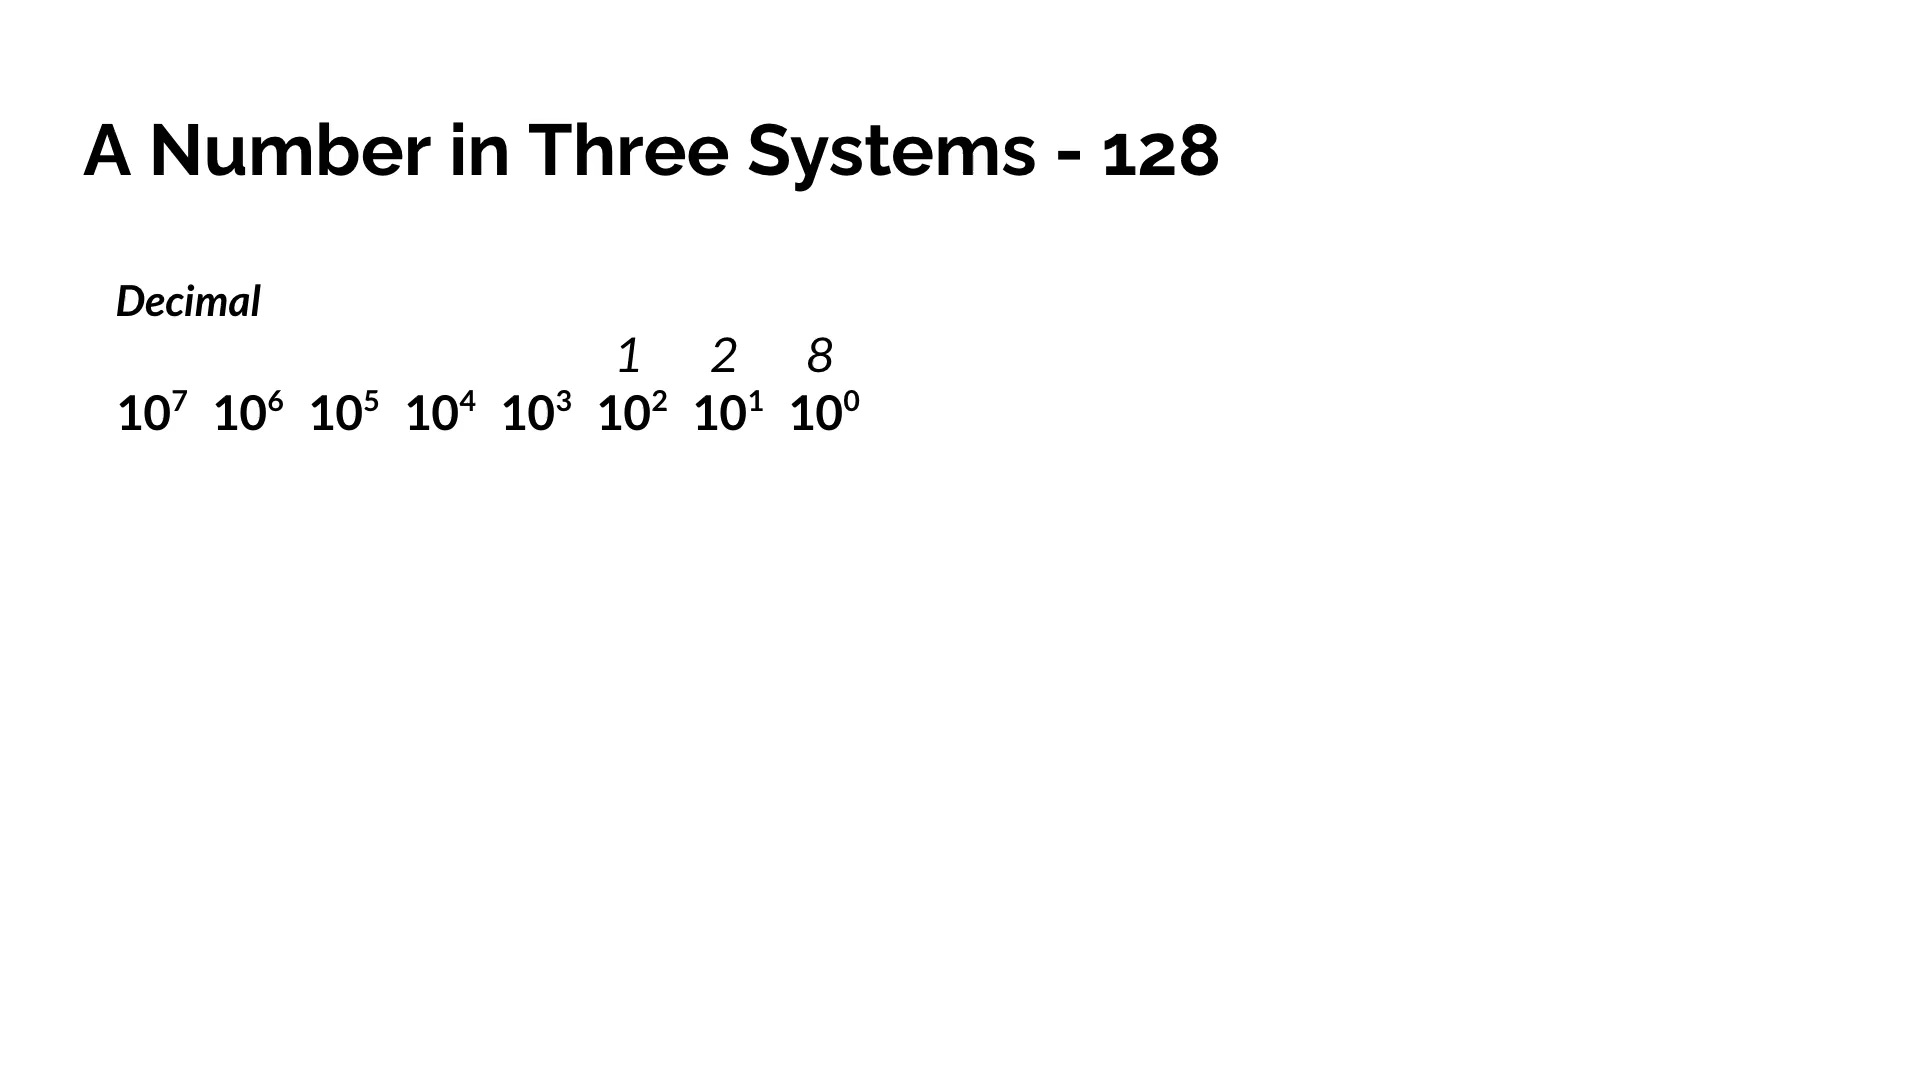 A Number in Three Systems - 128
Decimal
1 2 8
10⁷ 10⁶ 10⁵ 10⁴ 10³ 10² 10¹ 10⁰